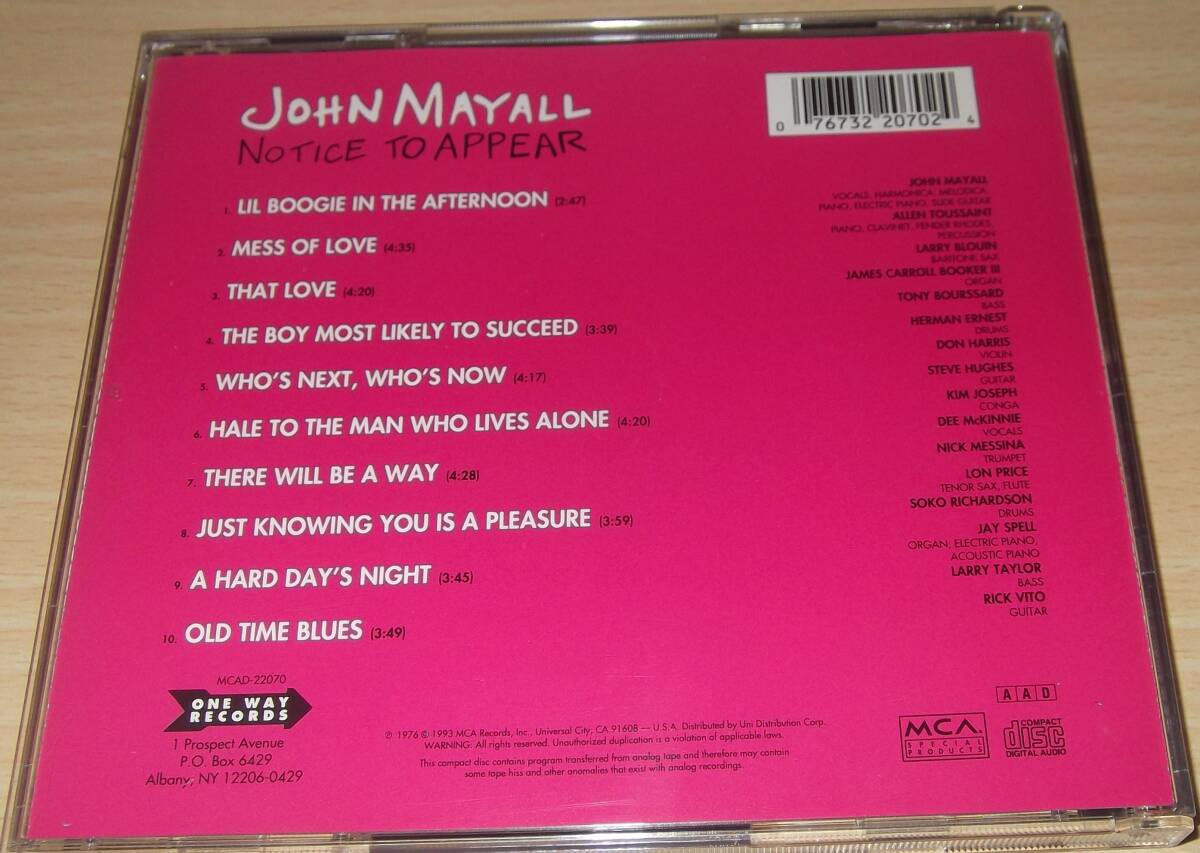 JOHN MAYALL
NOTICE TO APPEAR
0 76732 20702 4
1. LIL BOOGIE IN THE AFTERNOON (2:47)
2. MESS OF LOVE (4:35)
3. THAT LOVE (4:20)
4. THE BOY MOST LIKELY TO SUCCEED (3:39)
5. WHO'S NEXT, WHO'S NOW (4:17)
6. HALE TO THE MAN WHO LIVES ALONE (4:20)
7. THERE WILL BE A WAY (4:28)
8. JUST KNOWING YOU IS A PLEASURE (3:59)
9. A HARD DAY'S NIGHT (3:45)
10. OLD TIME BLUES (3:49)
JOHN MAYALL
VOCALS, HARMONICA, MELODICA,
PIANO, ELECTRIC PIANO, SLIDE GUITAR
ALLEN TOUSSAINT
PIANO, CLAVINET, FENDER RHODES,
PERCUSSION
LARRY BLOUIN
BARITONE SAX
JAMES CARROLL BOOKER III
ORGAN
TONY BOURSSARD
BASS
HERMAN ERNEST
DRUMS
DON HARRIS
VIOLIN
STEVE HUGHES
GUITAR
KIM JOSEPH
CONGA
DEE McKINNIE
VOCALS
NICK MESSINA
TRUMPET
LON PRICE
TENOR SAX, FLUTE
SOKO RICHARDSON
DRUMS
JAY SPELL
ORGAN, ELECTRIC PIANO,
ACOUSTIC PIANO
LARRY TAYLOR
BASS
RICK VITO
GUITAR
MCAD-22070
ONE WAY
RECORDS
1 Prospect Avenue
P.O. Box 6429
Albany, NY 12206-0429
℗ 1976 © 1993 MCA Records, Inc., Universal City, CA 91608 — U.S.A. Distributed by Uni Distribution Corp.
WARNING: All rights reserved. Unauthorized duplication is a violation of applicable laws.
This compact disc contains program transferred from analog tape and therefore may contain
some tape hiss and other anomalies that exist with analog recordings.
A A D
MCA
SPECIAL
PRODUCTS
COMPACT
disc
DIGITAL AUDIO